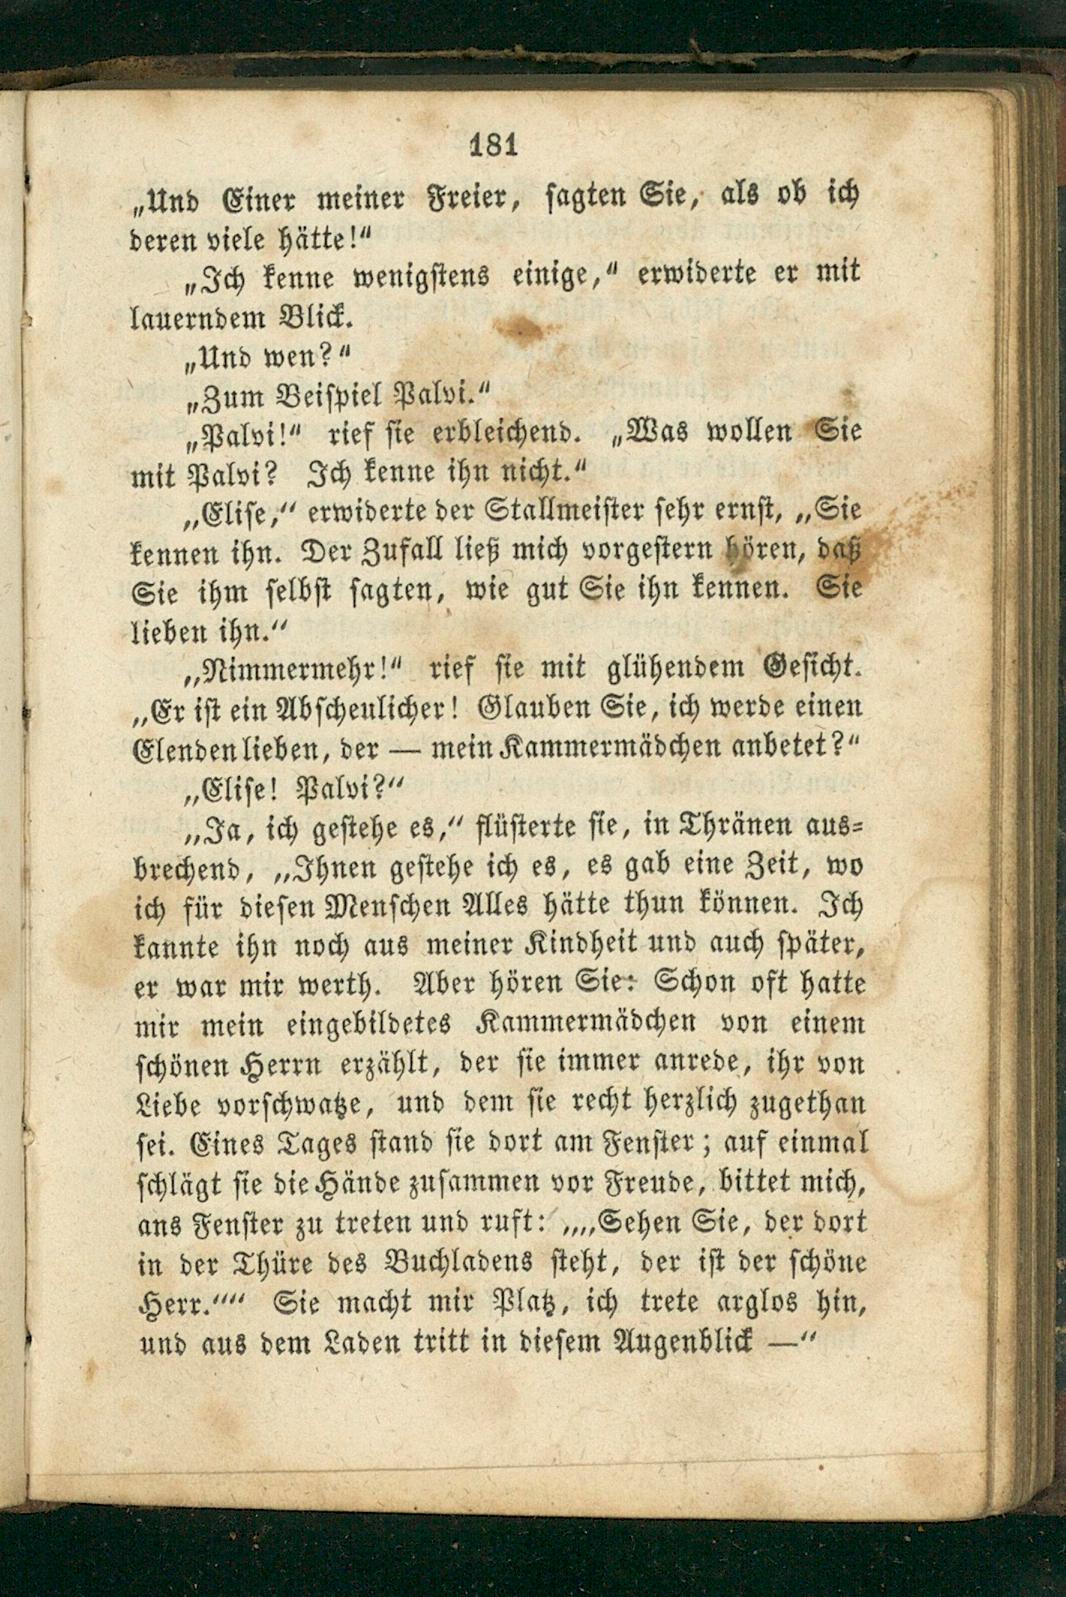 181
„Und Einer meiner Freier, sagten Sie, als ob ich
deren viele hätte!“
„Ich kenne wenigstens einige,“ erwiderte er mit
lauerndem Blick.
„Und wen?“
„Zum Beispiel Palvi.“
„Palvi!“ rief sie erbleichend. „Was wollen Sie
mit Palvi? Ich kenne ihn nicht.“
„Elise,“ erwiderte der Stallmeister sehr ernst, „Sie
kennen ihn. Der Zufall ließ mich vorgestern hören, daß
Sie ihm selbst sagten, wie gut Sie ihn kennen. Sie
lieben ihn.“
„Nimmermehr!“ rief sie mit glühendem Gesicht.
„Er ist ein Abscheulicher! Glauben Sie, ich werde einen
Elenden lieben, der — mein Kammermädchen anbetet?“
„Elise! Palvi?“
„Ja, ich gestehe es,“ flüsterte sie, in Thränen aus-
brechend, „Ihnen gestehe ich es, es gab eine Zeit, wo
ich für diesen Menschen Alles hätte thun können. Ich
kannte ihn noch aus meiner Kindheit und auch später,
er war mir werth. Aber hören Sie: Schon oft hatte
mir mein eingebildetes Kammermädchen von einem
schönen Herrn erzählt, der sie immer anrede, ihr von
Liebe vorschwatze, und dem sie recht herzlich zugethan
sei. Eines Tages stand sie dort am Fenster; auf einmal
schlägt sie die Hände zusammen vor Freude, bittet mich,
ans Fenster zu treten und ruft: „„Sehen Sie, der dort
in der Thüre des Buchladens steht, der ist der schöne
Herr.““ Sie macht mir Platz, ich trete arglos hin,
und aus dem Laden tritt in diesem Augenblick —“